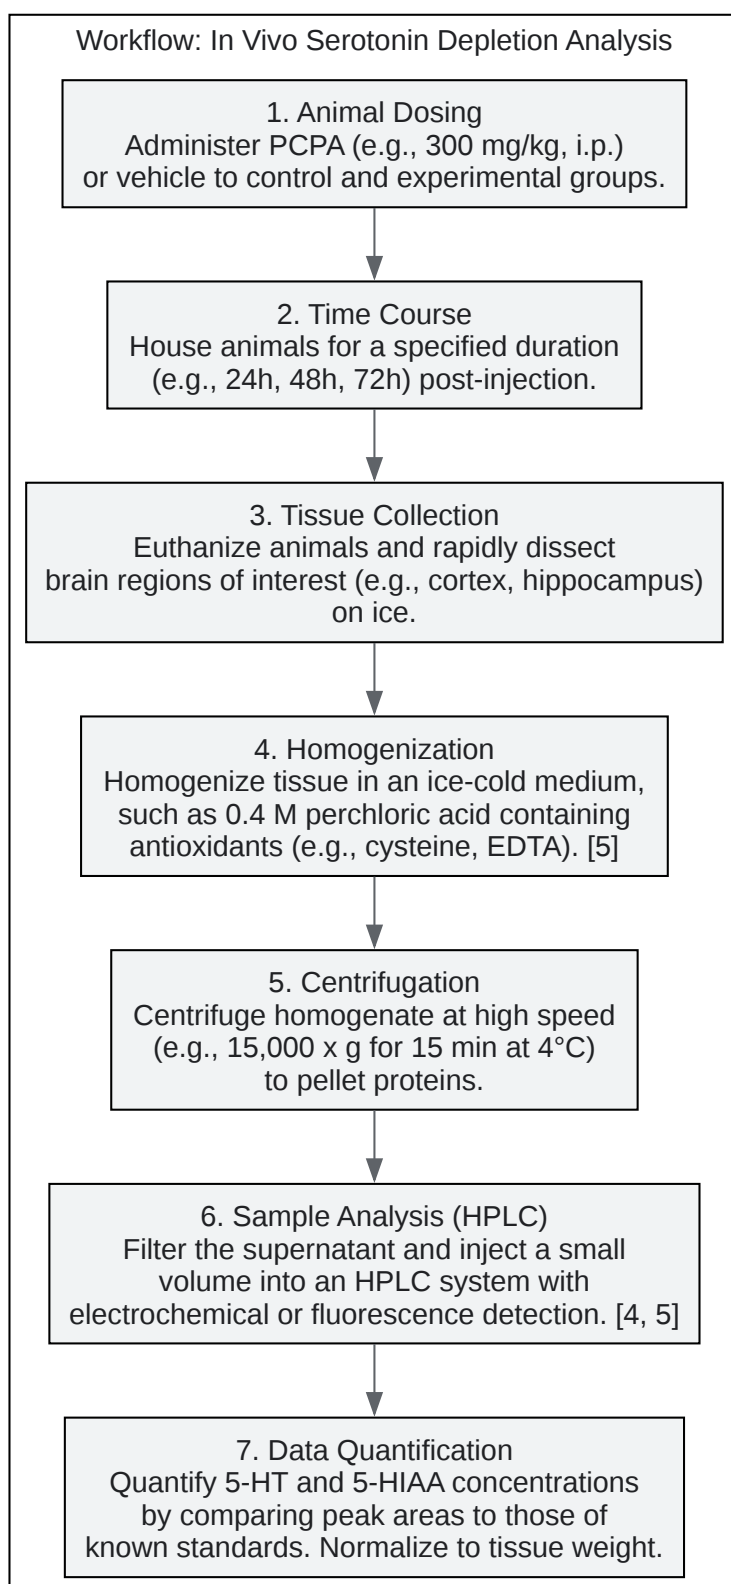 Workflow: In Vivo Serotonin Depletion Analysis
1. Animal Dosing
Administer PCPA (e.g., 300 mg/kg, i.p.)
or vehicle to control and experimental groups.
2. Time Course
House animals for a specified duration
(e.g., 24h, 48h, 72h) post-injection.
3. Tissue Collection
Euthanize animals and rapidly dissect
brain regions of interest (e.g., cortex, hippocampus)
on ice.
4. Homogenization
Homogenize tissue in an ice-cold medium,
such as 0.4 M perchloric acid containing
antioxidants (e.g., cysteine, EDTA). [5]
5. Centrifugation
Centrifuge homogenate at high speed
(e.g., 15,000 x g for 15 min at 4°C)
to pellet proteins.
6. Sample Analysis (HPLC)
Filter the supernatant and inject a small
volume into an HPLC system with
electrochemical or fluorescence detection. [4, 5]
7. Data Quantification
Quantify 5-HT and 5-HIAA concentrations
by comparing peak areas to those of
known standards. Normalize to tissue weight.